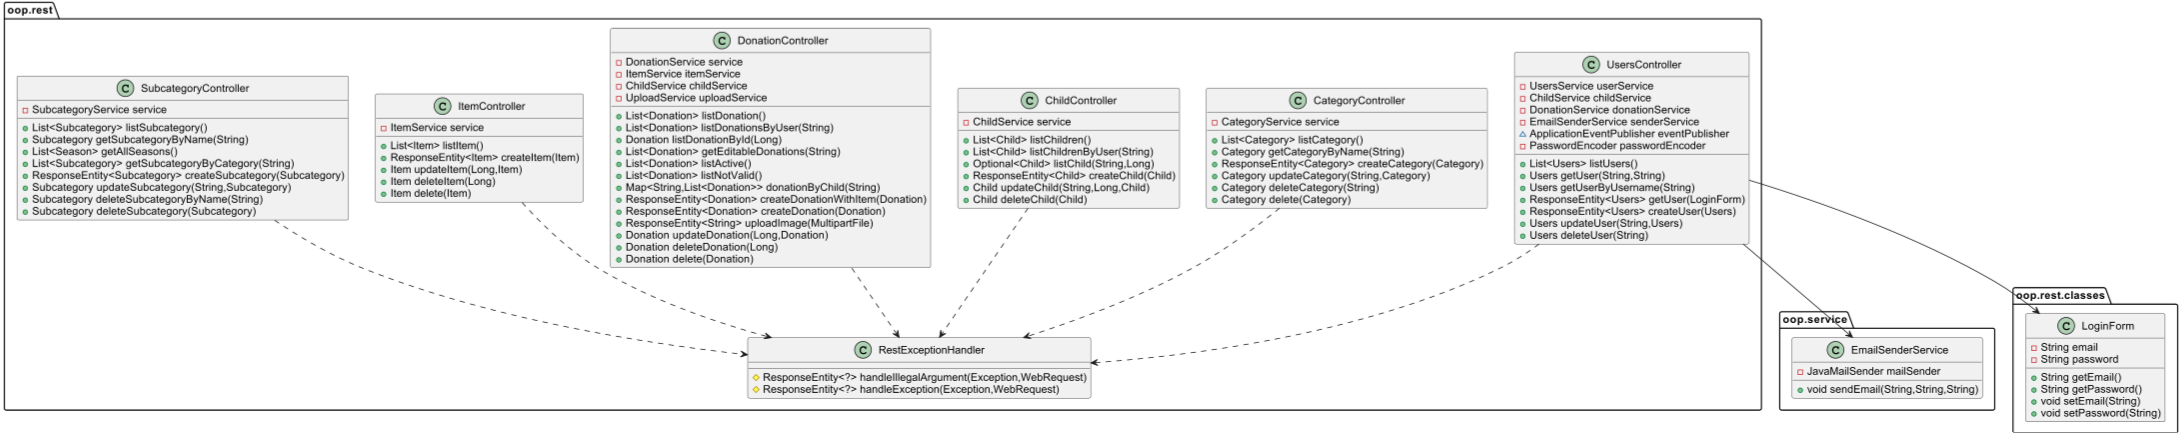 oop.rest
C SubcategoryController
SubcategoryService service
List<Subcategory> listSubcategory()
Subcategory getSubcategoryByName(String)
List<Season> getAllSeasons()
List<Subcategory> getSubcategoryByCategory(String)
ResponseEntity<Subcategory> createSubcategory(Subcategory)
Subcategory updateSubcategory(String,Subcategory)
Subcategory deleteSubcategoryByName(String)
Subcategory deleteSubcategory(Subcategory)
C ItemController
ItemService service
List<Item> listItem()
ResponseEntity<Item> createItem(Item)
Item updateItem(Long,Item)
Item deleteItem(Long)
Item delete(Item)
C DonationController
DonationService service
ItemService itemService
ChildService childService
UploadService uploadService
List<Donation> listDonation()
List<Donation> listDonationsByUser(String)
Donation listDonationById(Long)
List<Donation> getEditableDonations(String)
List<Donation> listActive()
List<Donation> listNotValid()
Map<String,List<Donation>> donationByChild(String)
ResponseEntity<Donation> createDonationWithItem(Donation)
ResponseEntity<Donation> createDonation(Donation)
ResponseEntity<String> uploadImage(MultipartFile)
Donation updateDonation(Long,Donation)
Donation deleteDonation(Long)
Donation delete(Donation)
C ChildController
ChildService service
List<Child> listChildren()
List<Child> listChildrenByUser(String)
Optional<Child> listChild(String,Long)
ResponseEntity<Child> createChild(Child)
Child updateChild(String,Long,Child)
Child deleteChild(Child)
C CategoryController
CategoryService service
List<Category> listCategory()
Category getCategoryByName(String)
ResponseEntity<Category> createCategory(Category)
Category updateCategory(String,Category)
Category deleteCategory(String)
Category delete(Category)
C UsersController
UsersService userService
ChildService childService
DonationService donationService
EmailSenderService senderService
ApplicationEventPublisher eventPublisher
PasswordEncoder passwordEncoder
List<Users> listUsers()
Users getUser(String,String)
Users getUserByUsername(String)
ResponseEntity<Users> getUser(LoginForm)
ResponseEntity<Users> createUser(Users)
Users updateUser(String,Users)
Users deleteUser(String)
C RestExceptionHandler
ResponseEntity<?> handleIllegalArgument(Exception,WebRequest)
ResponseEntity<?> handleException(Exception,WebRequest)
oop.service
C EmailSenderService
JavaMailSender mailSender
void sendEmail(String,String,String)
oop.rest.classes
C LoginForm
String email
String password
String getEmail()
String getPassword()
void setEmail(String)
void setPassword(String)